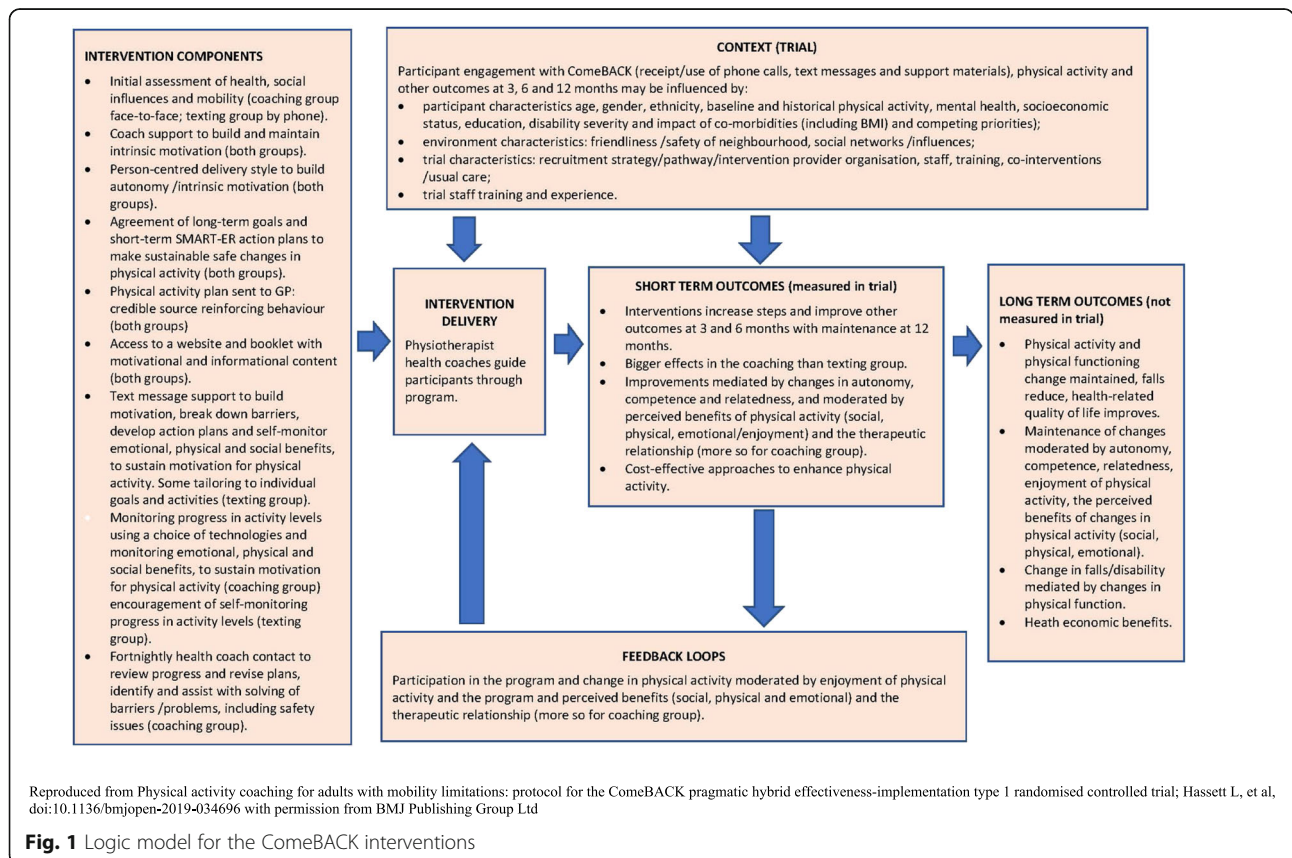 INTERVENTION COMPONENTS
• Initial assessment of health, social
influences and mobility (coaching group
face-to-face; texting group by phone).
• Coach support to build and maintain
intrinsic motivation (both groups).
• Person-centred delivery style to build
autonomy /intrinsic motivation (both
groups).
• Agreement of long-term goals and
short-term SMART-ER action plans to
make sustainable safe changes in
physical activity (both groups).
• Physical activity plan sent to GP:
credible source reinforcing behaviour
(both groups)
• Access to a website and booklet with
motivational and informational content
(both groups).
• Text message support to build
motivation, break down barriers,
develop action plans and self-monitor
emotional, physical and social benefits,
to sustain motivation for physical
activity. Some tailoring to individual
goals and activities (texting group).
• Monitoring progress in activity levels
using a choice of technologies and
monitoring emotional, physical and
social benefits, to sustain motivation
for physical activity (coaching group)
encouragement of self-monitoring
progress in activity levels (texting
group).
• Fortnightly health coach contact to
review progress and revise plans,
identify and assist with solving of
barriers /problems, including safety
issues (coaching group).
CONTEXT (TRIAL)
Participant engagement with ComeBACK (receipt/use of phone calls, text messages and support materials), physical activity and
other outcomes at 3, 6 and 12 months may be influenced by:
• participant characteristics age, gender, ethnicity, baseline and historical physical activity, mental health, socioeconomic
status, education, disability severity and impact of co-morbidities (including BMI) and competing priorities);
• environment characteristics: friendliness /safety of neighbourhood, social networks /influences;
• trial characteristics: recruitment strategy/pathway/intervention provider organisation, staff, training, co-interventions
/usual care;
• trial staff training and experience.
INTERVENTION
DELIVERY
Physiotherapist
health coaches guide
participants through
program.
SHORT TERM OUTCOMES (measured in trial)
• Interventions increase steps and improve other
outcomes at 3 and 6 months with maintenance at 12
months.
• Bigger effects in the coaching than texting group.
• Improvements mediated by changes in autonomy,
competence and relatedness, and moderated by
perceived benefits of physical activity (social,
physical, emotional/enjoyment) and the therapeutic
relationship (more so for coaching group).
• Cost-effective approaches to enhance physical
activity.
LONG TERM OUTCOMES (not
measured in trial)
• Physical activity and
physical functioning
change maintained, falls
reduce, health-related
quality of life improves.
• Maintenance of changes
moderated by autonomy,
competence, relatedness,
enjoyment of physical
activity, the perceived
benefits of changes in
physical activity (social,
physical, emotional).
• Change in falls/disability
mediated by changes in
physical function.
• Heath economic benefits.
FEEDBACK LOOPS
Participation in the program and change in physical activity moderated by enjoyment of physical
activity and the program and perceived benefits (social, physical and emotional) and the
therapeutic relationship (more so for coaching group).
Reproduced from Physical activity coaching for adults with mobility limitations: protocol for the ComeBACK pragmatic hybrid effectiveness-implementation type 1 randomised controlled trial; Hassett L, et al,
doi:10.1136/bmjopen-2019-034696 with permission from BMJ Publishing Group Ltd
Fig. 1 Logic model for the ComeBACK interventions